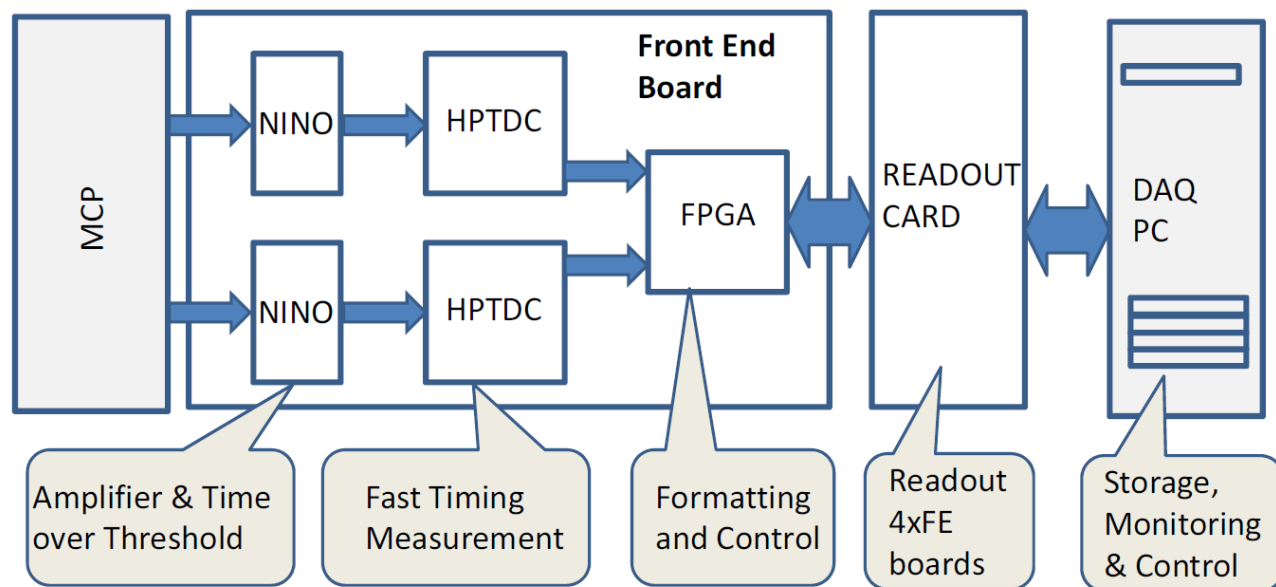 MCP
NINO
HPTDC
NINO
HPTDC
Front End
Board
FPGA
READOUT
CARD
DAQ
PC
Amplifier & Time
over Threshold
Fast Timing
Measurement
Formatting
and Control
Readout
4xFE
boards
Storage,
Monitoring
& Control